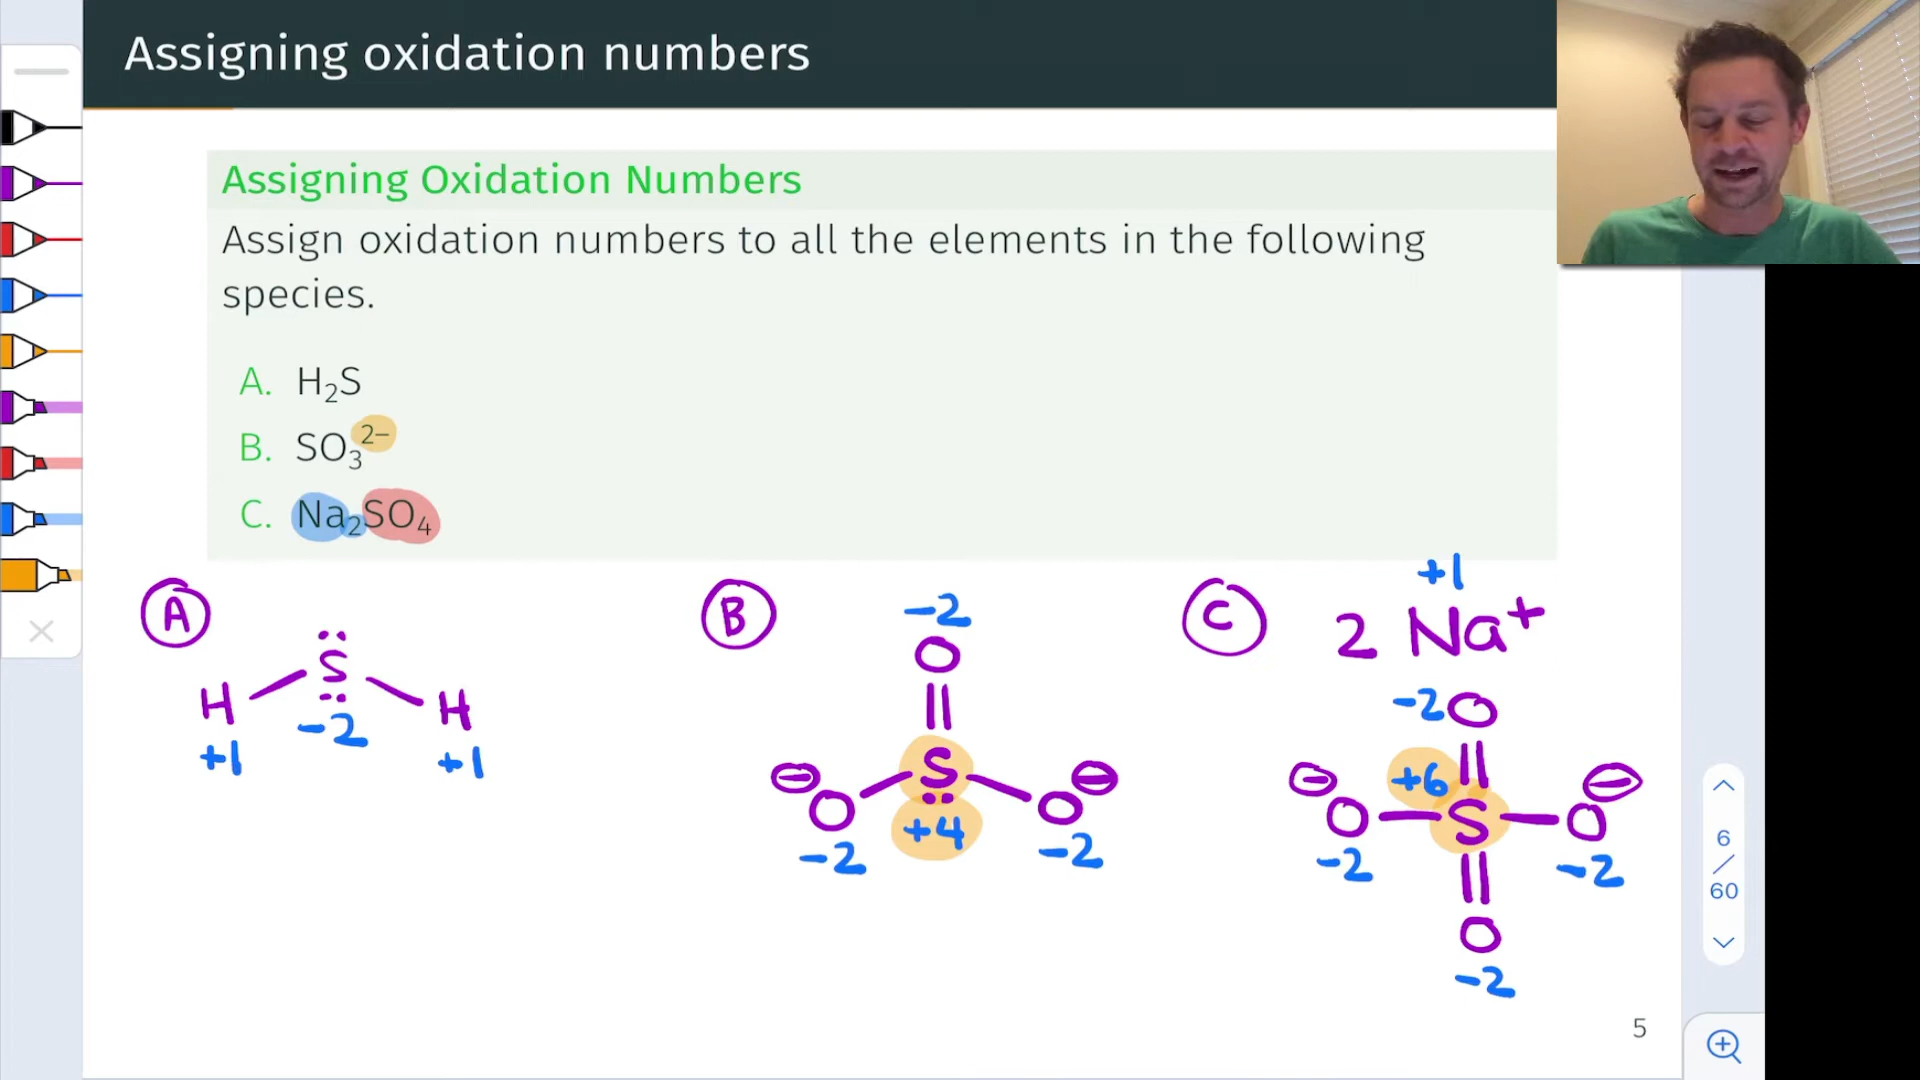 Assigning oxidation numbers
Assigning Oxidation Numbers
Assign oxidation numbers to all the elements in the following
species.
A. H₂S
B. SO₃²⁻
C. Na₂SO₄
A
H S H
+1 -2 +1
B
-2
O
S
⊖ O O ⊖
+4
-2 -2
C
+1
2 Na⁺
-2 O
+6
⊖ O S O ⊖
-2 -2
O
-2
6
/
60
5